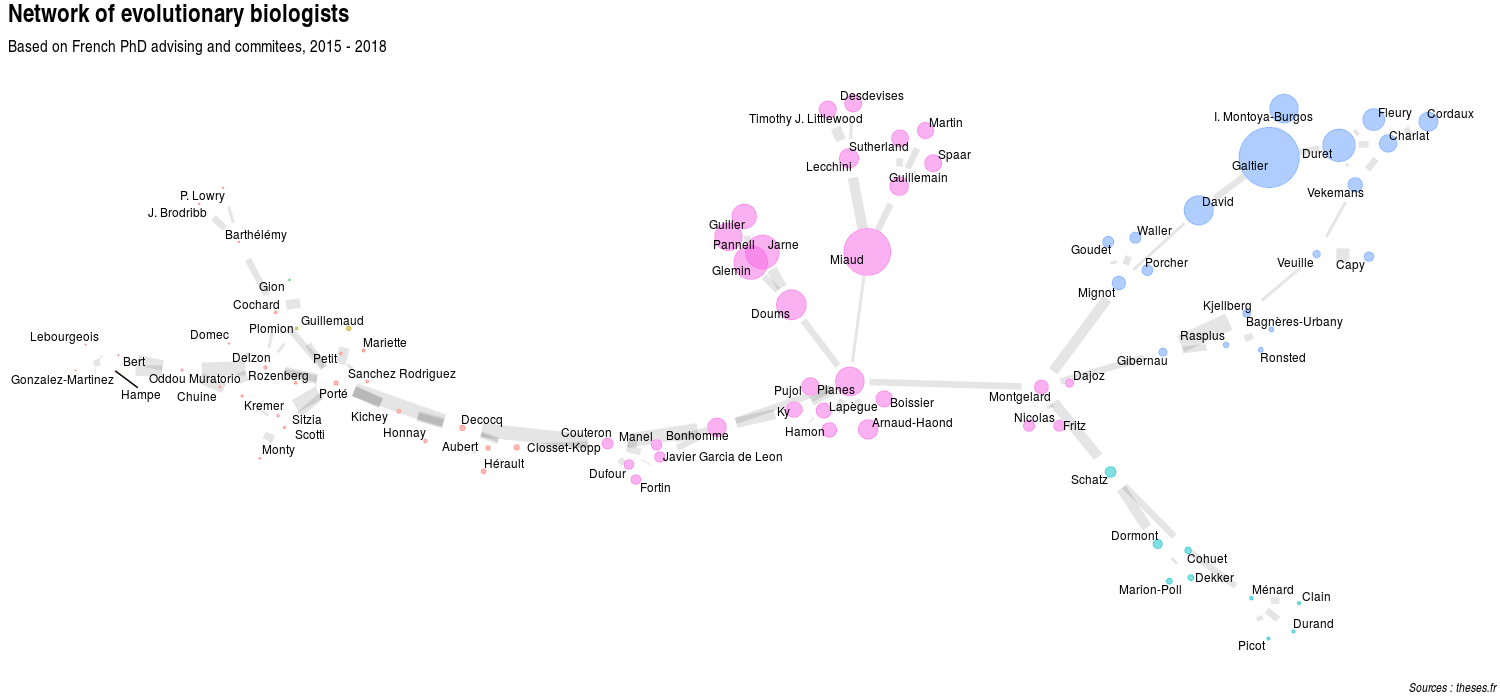 Network of evolutionary biologists
Based on French PhD advising and commitees, 2015 - 2018
Desdevises
Timothy J. Littlewood
Martin
Sutherland
Spaar
Lecchini
Guillemain
I. Montoya-Burgos
Fleury
Cordaux
Charlat
Duret
Galtier
Vekemans
P. Lowry
J. Brodribb
Barthélémy
Guiller
Pannell
Jarne
Glemin
Miaud
David
Waller
Goudet
Porcher
Veuille
Capy
Mignot
Gion
Cochard
Plomion
Guillemaud
Doums
Kjellberg
Bagnères-Urbany
Rasplus
Ronsted
Gibernau
Lebourgeois
Domec
Mariette
Bert
Delzon
Petit
Gonzalez-Martinez
Hampe
Oddou Muratorio
Rozenberg
Sanchez Rodriguez
Chuine
Porté
Kremer
Sitzia
Scotti
Monty
Kichey
Honnay
Decocq
Aubert
Hérault
Closset-Kopp
Couteron
Manel
Bonhomme
Javier Garcia de Leon
Dufour
Fortin
Pujol
Planes
Ky
Lapègue
Boissier
Hamon
Arnaud-Haond
Montgelard
Dajoz
Nicolas
Fritz
Schatz
Dormont
Cohuet
Dekker
Marion-Poll
Ménard
Clain
Durand
Picot
Sources : theses.fr